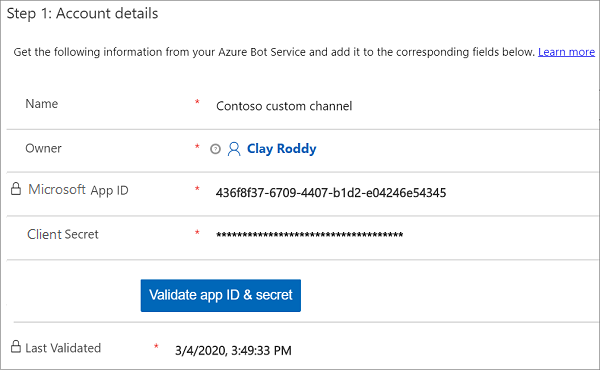 Step 1: Account details
Get the following information from your Azure Bot Service and add it to the corresponding fields below. Learn more
Name * Contoso custom channel
Owner * Clay Roddy
Microsoft App ID * 436f8f37-6709-4407-b1d2-e04246e54345
Client Secret * ************************************
Validate app ID & secret
Last Validated * 3/4/2020, 3:49:33 PM